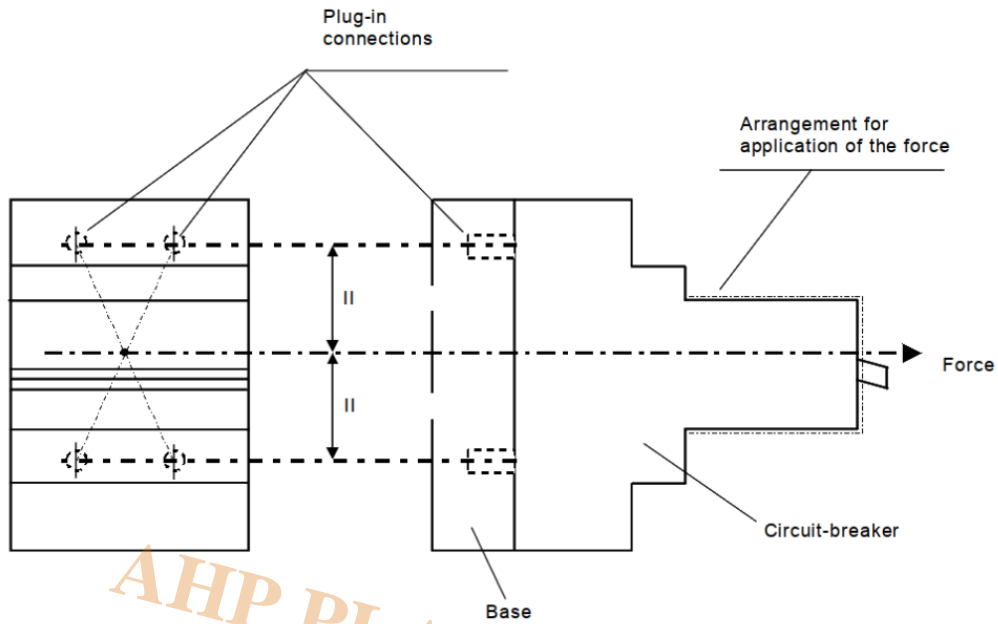 Plug-in
connections
Arrangement for
application of the force
II
Force
II
Circuit-breaker
Base
AHP